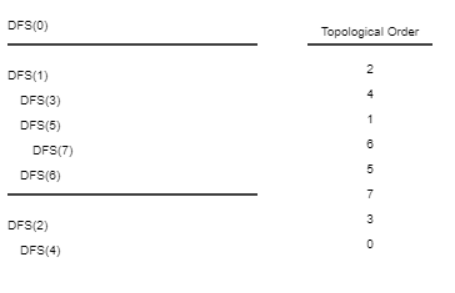 DFS(0)
DFS(1)
DFS(3)
DFS(5)
DFS(7)
DFS(6)
DFS(2)
DFS(4)
Topological Order
2
4
1
6
5
7
3
0